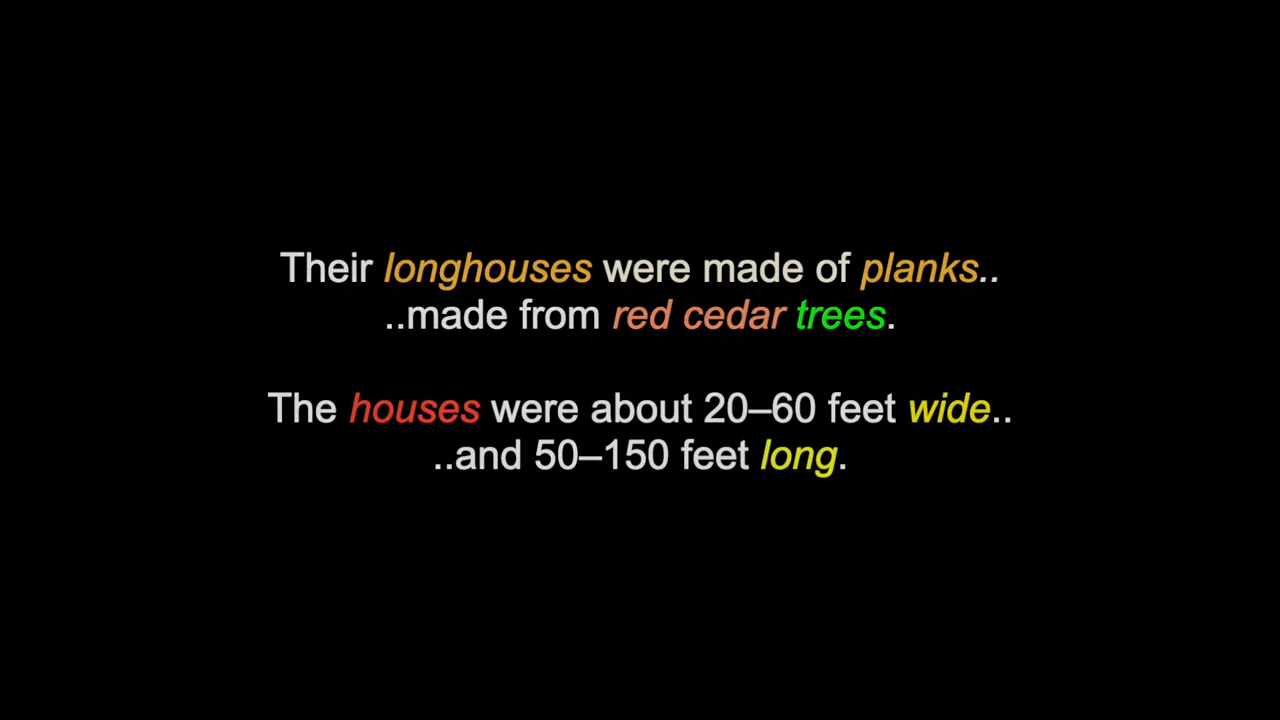 Their longhouses were made of planks..
..made from red cedar trees.
The houses were about 20–60 feet wide..
..and 50–150 feet long.